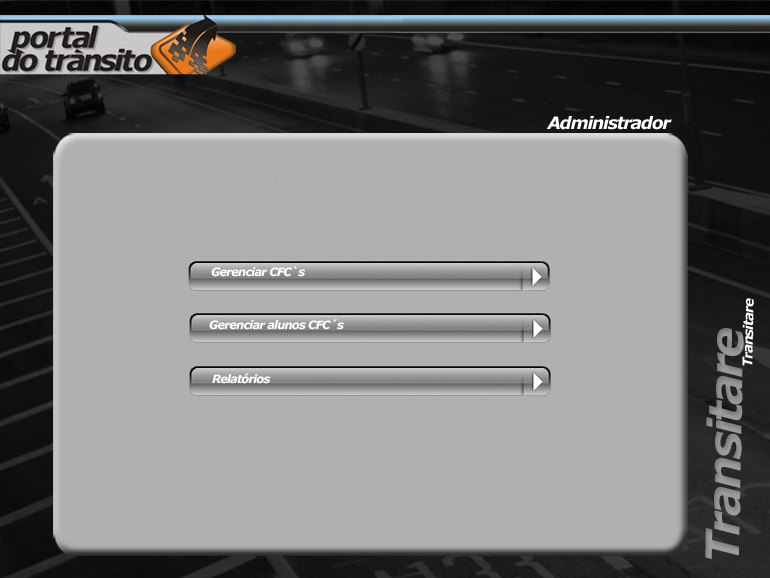 portal
do trânsito
Administrador
Gerenciar CFC`s
Gerenciar alunos CFC´s
Relatórios
Transitare
Transitare